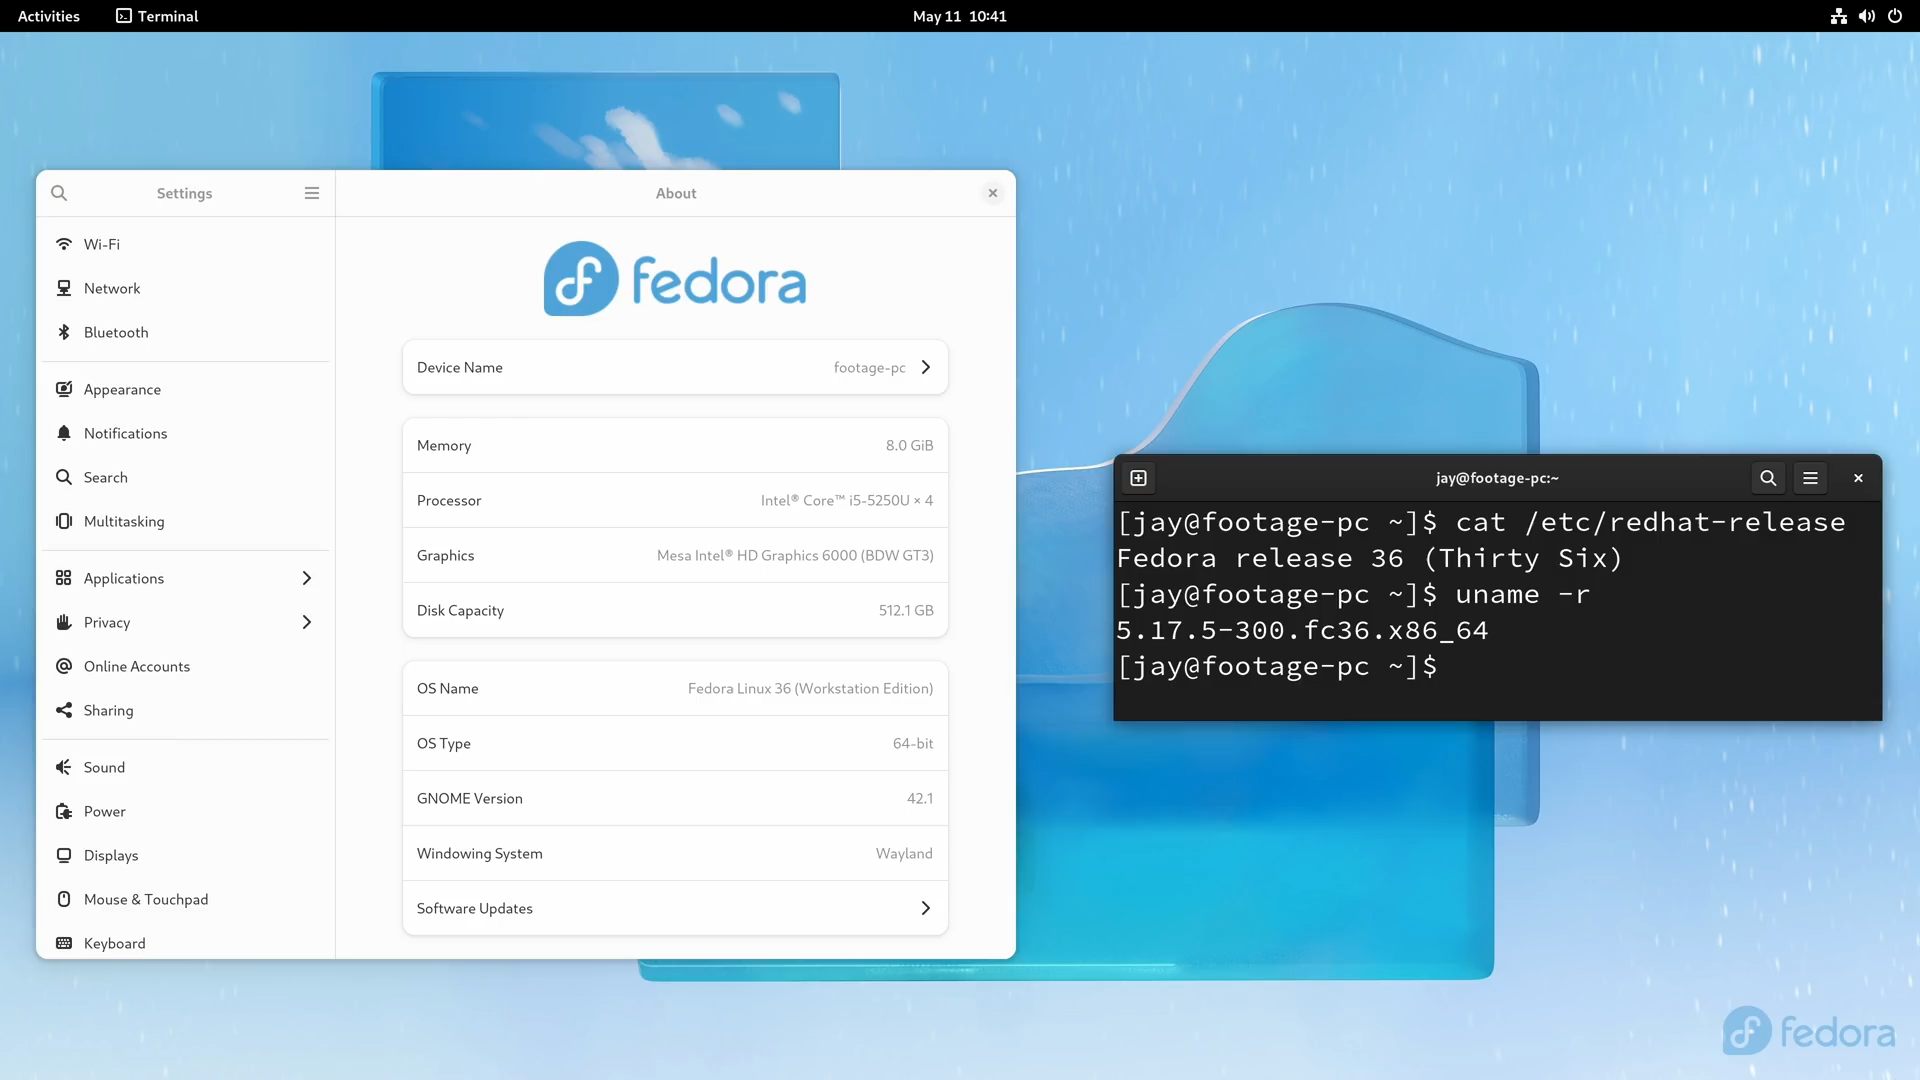 Activities
Terminal
May 11 10:41
Settings
About
Wi-Fi
Network
Bluetooth
Appearance
Notifications
Search
Multitasking
Applications
Privacy
Online Accounts
Sharing
Sound
Power
Displays
Mouse & Touchpad
Keyboard
fedora
Device Name footage-pc
Memory 8.0 GiB
Processor Intel® Core™ i5-5250U × 4
Graphics Mesa Intel® HD Graphics 6000 (BDW GT3)
Disk Capacity 512.1 GB
OS Name Fedora Linux 36 (Workstation Edition)
OS Type 64-bit
GNOME Version 42.1
Windowing System Wayland
Software Updates
jay@footage-pc:~
[jay@footage-pc ~]$ cat /etc/redhat-release
Fedora release 36 (Thirty Six)
[jay@footage-pc ~]$ uname -r
5.17.5-300.fc36.x86_64
[jay@footage-pc ~]$
fedora